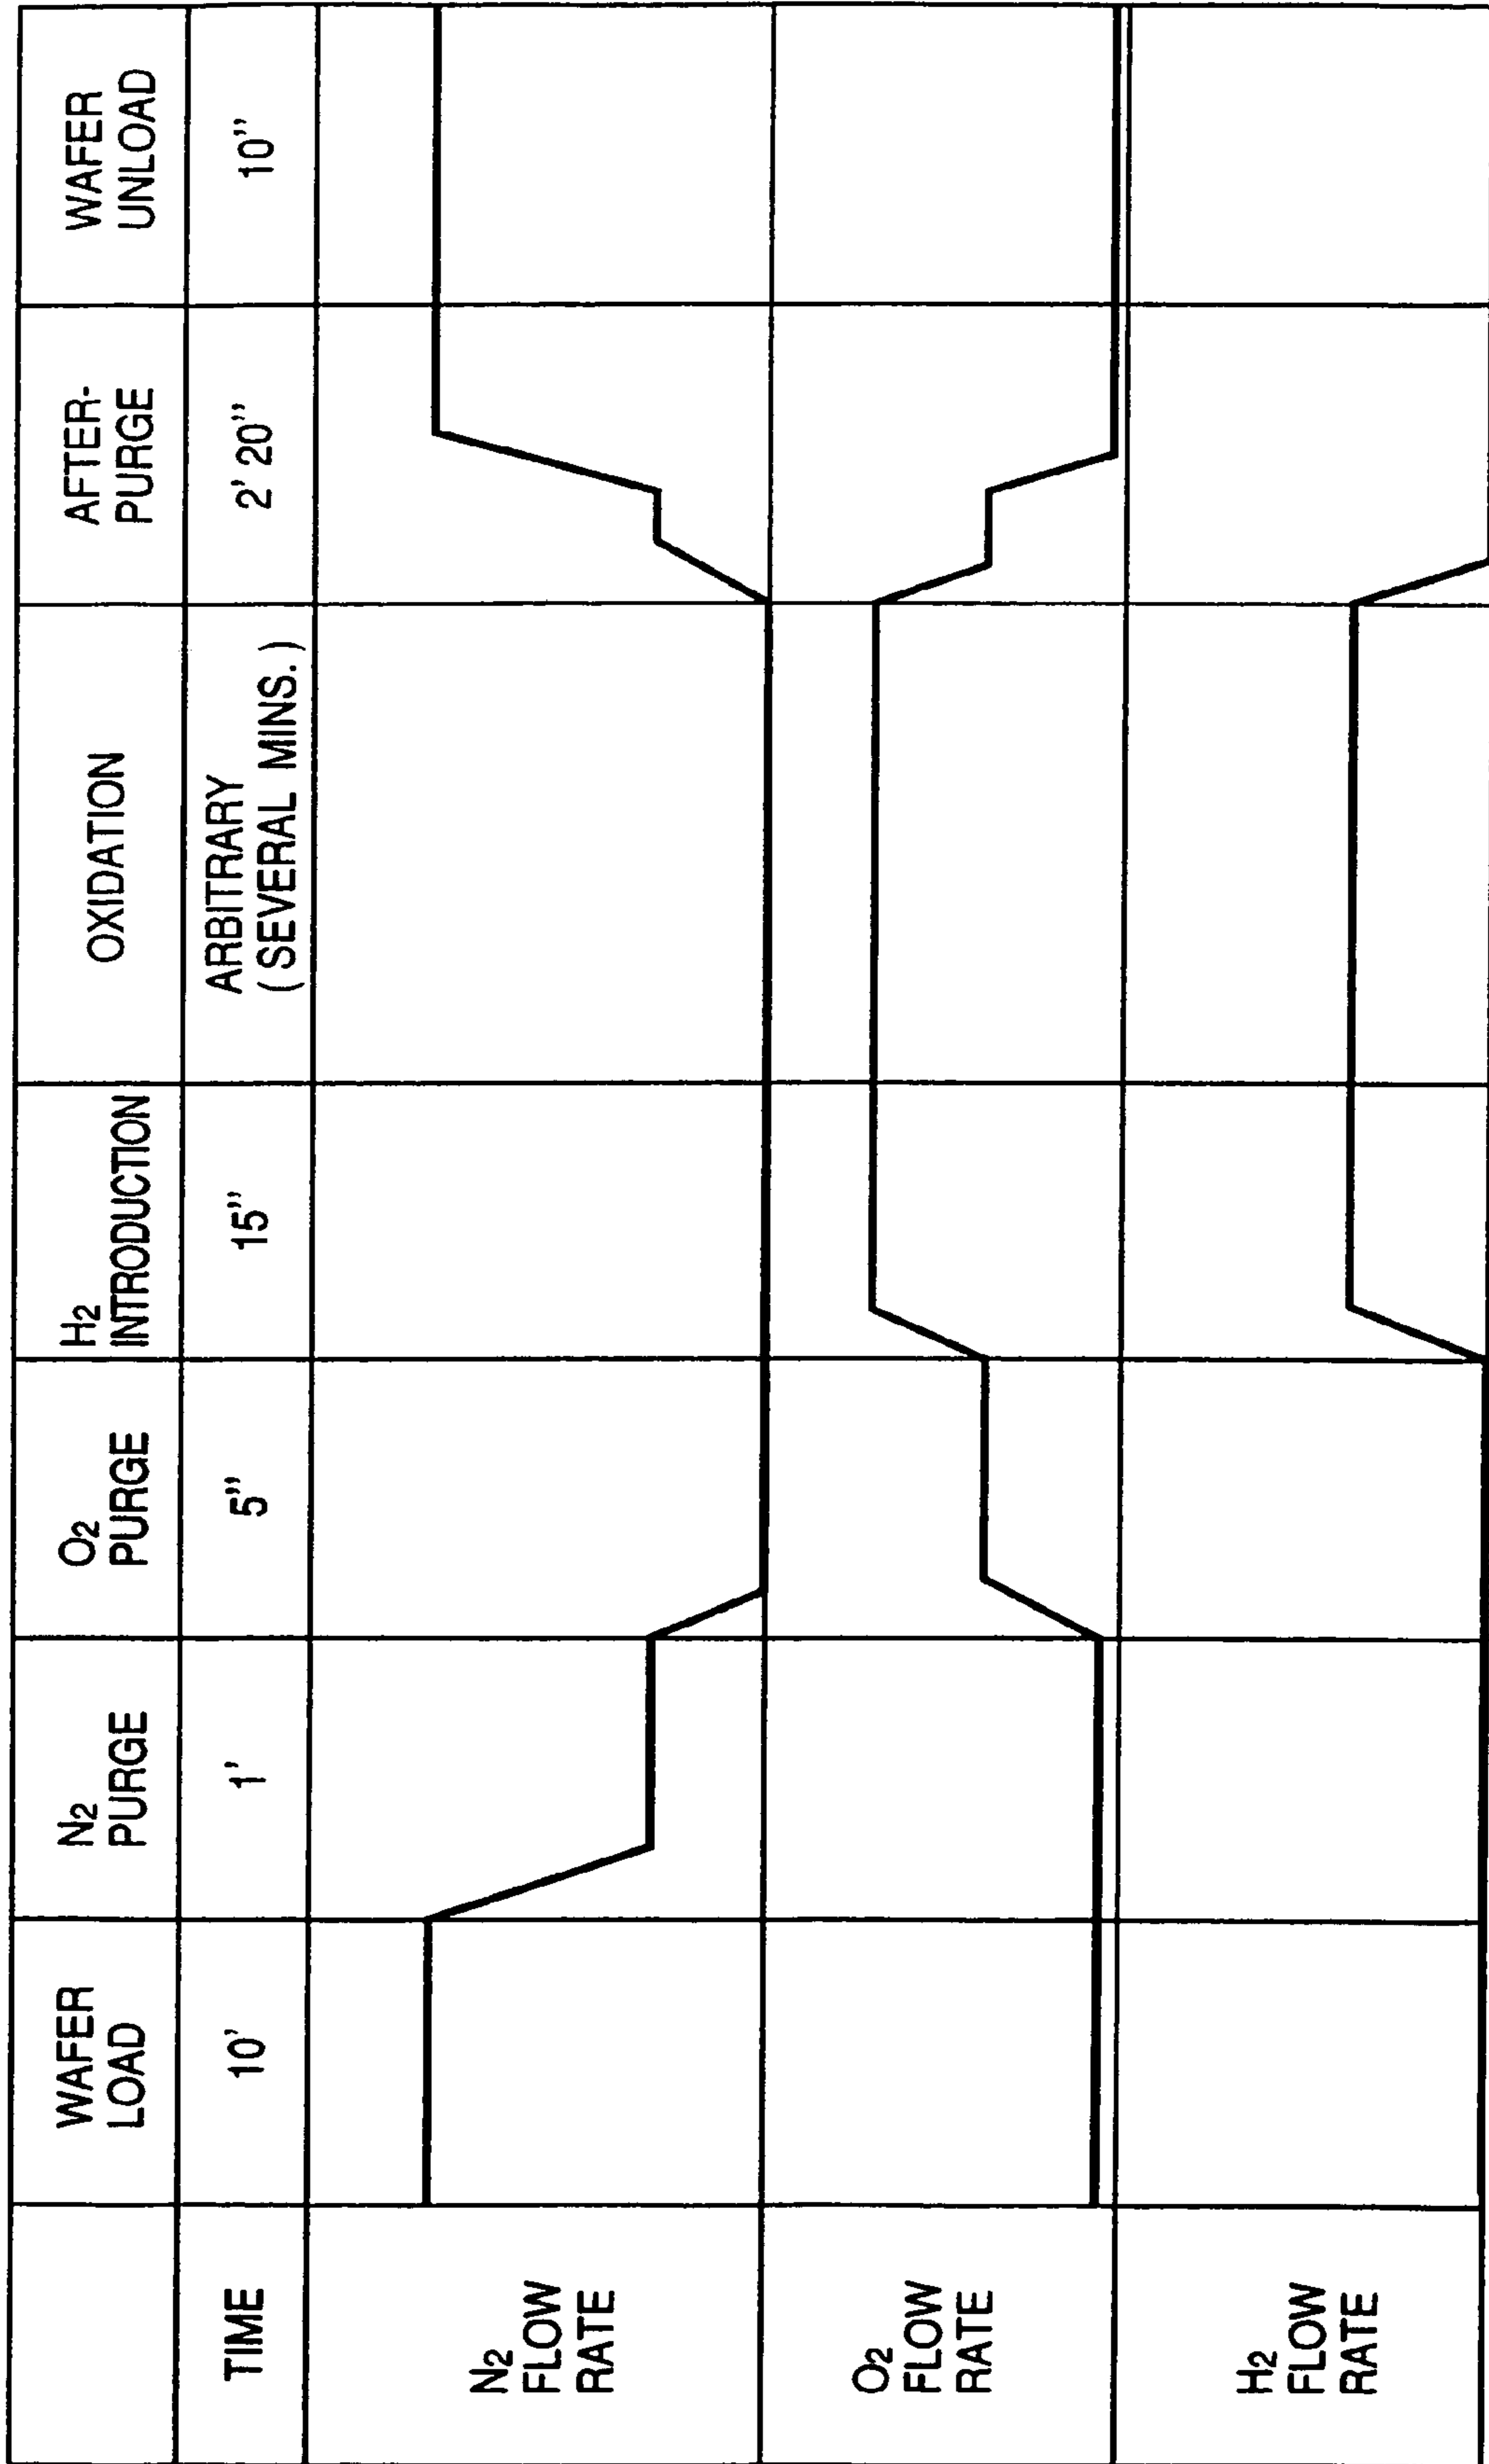 WAFER
LOAD
N2
PURGE
O2
PURGE
H2
INTRODUCTION
OXIDATION
AFTER-
PURGE
WAFER
UNLOAD
TIME
10'
1'
5"
15"
ARBITRARY
( SEVERAL MINS. )
2' 20"
10"
N2
FLOW
RATE
O2
FLOW
RATE
H2
FLOW
RATE